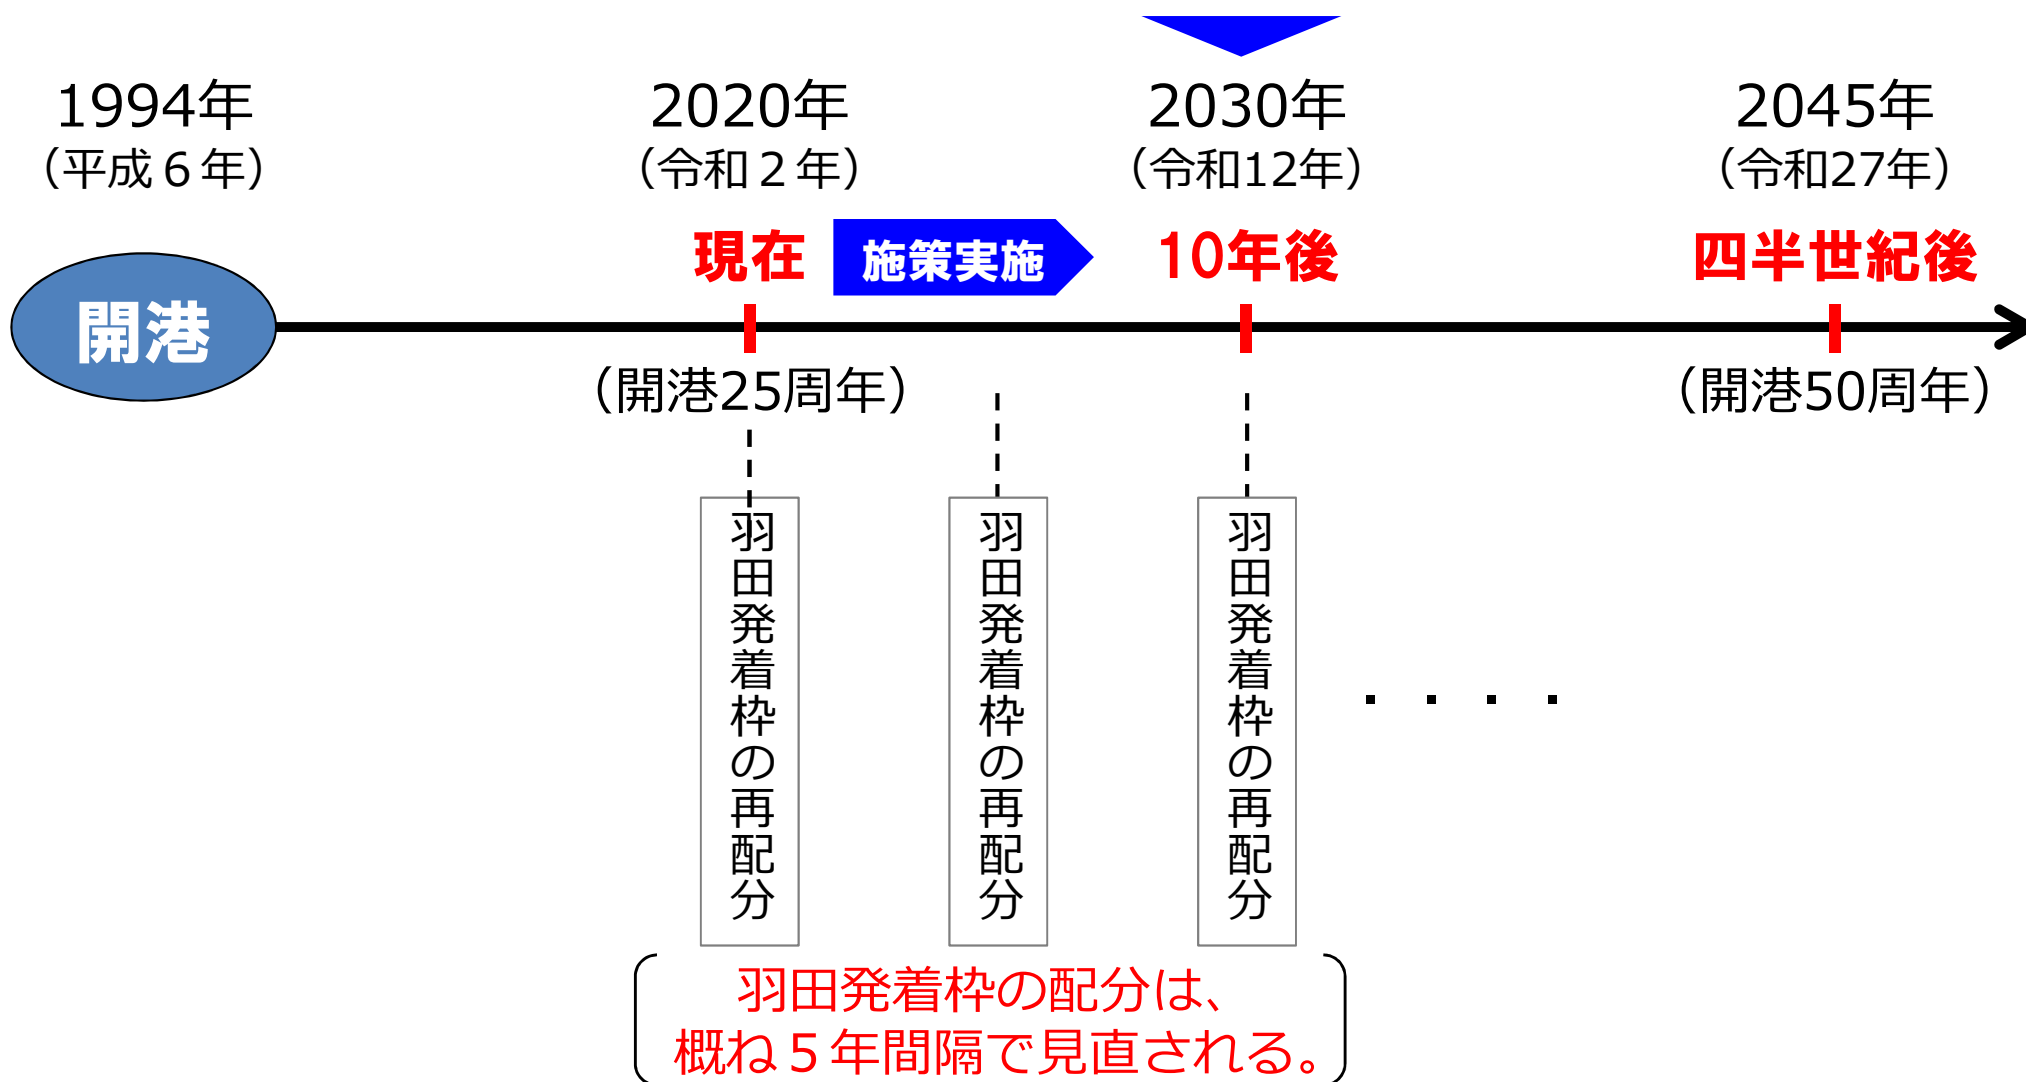 1994年
（平成６年）
2020年
（令和２年）
2030年
（令和12年）
2045年
（令和27年）
現在
施策実施
10年後
四半世紀後
開港
（開港25周年）
（開港50周年）
羽田発着枠の再配分
羽田発着枠の再配分
羽田発着枠の再配分
・・・・
羽田発着枠の配分は、
概ね５年間隔で見直される。